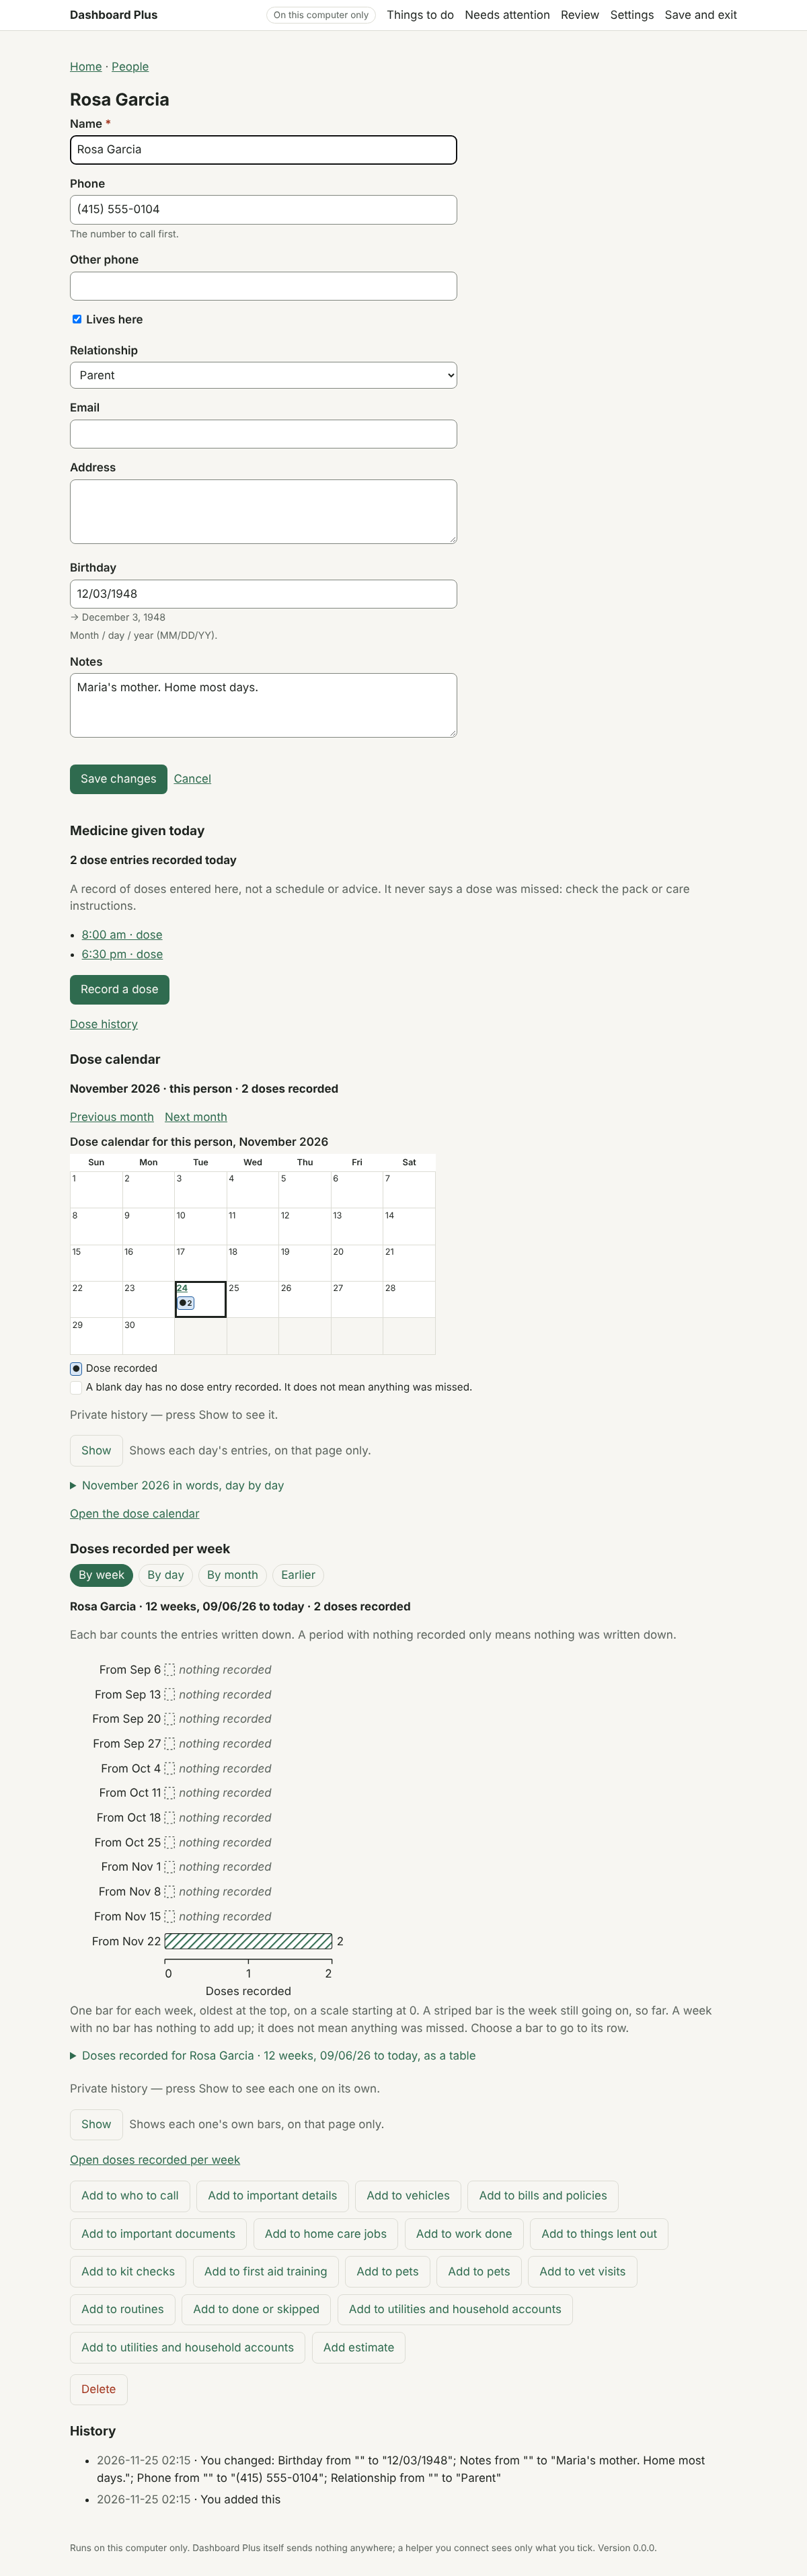 Dashboard Plus
On this computer only
Things to do
Needs attention
Review
Settings
Save and exit
Home · People
Rosa Garcia
Name *
Rosa Garcia
Phone
(415) 555-0104
The number to call first.
Other phone
Lives here
Relationship
Parent
Email
Address
Birthday
12/03/1948
→ December 3, 1948
Month / day / year (MM/DD/YY).
Notes
Maria's mother. Home most days.
Save changes
Cancel
Medicine given today
2 dose entries recorded today
A record of doses entered here, not a schedule or advice. It never says a dose was missed: check the pack or care
instructions.
• 8:00 am · dose
• 6:30 pm · dose
Record a dose
Dose history
Dose calendar
November 2026 · this person · 2 doses recorded
Previous month
Next month
Dose calendar for this person, November 2026
Sun Mon Tue Wed Thu Fri Sat
1 2 3 4 5 6 7
8 9 10 11 12 13 14
15 16 17 18 19 20 21
22 23 24 25 26 27 28
2
29 30
Dose recorded
A blank day has no dose entry recorded. It does not mean anything was missed.
Private history — press Show to see it.
Show
Shows each day's entries, on that page only.
November 2026 in words, day by day
Open the dose calendar
Doses recorded per week
By week
By day
By month
Earlier
Rosa Garcia · 12 weeks, 09/06/26 to today · 2 doses recorded
Each bar counts the entries written down. A period with nothing recorded only means nothing was written down.
From Sep 6 nothing recorded
From Sep 13 nothing recorded
From Sep 20 nothing recorded
From Sep 27 nothing recorded
From Oct 4 nothing recorded
From Oct 11 nothing recorded
From Oct 18 nothing recorded
From Oct 25 nothing recorded
From Nov 1 nothing recorded
From Nov 8 nothing recorded
From Nov 15 nothing recorded
From Nov 22 2
0 1 2
Doses recorded
One bar for each week, oldest at the top, on a scale starting at 0. A striped bar is the week still going on, so far. A week
with no bar has nothing to add up; it does not mean anything was missed. Choose a bar to go to its row.
Doses recorded for Rosa Garcia · 12 weeks, 09/06/26 to today, as a table
Private history — press Show to see each one on its own.
Show
Shows each one's own bars, on that page only.
Open doses recorded per week
Add to who to call
Add to important details
Add to vehicles
Add to bills and policies
Add to important documents
Add to home care jobs
Add to work done
Add to things lent out
Add to kit checks
Add to first aid training
Add to pets
Add to pets
Add to vet visits
Add to routines
Add to done or skipped
Add to utilities and household accounts
Add to utilities and household accounts
Add estimate
Delete
History
• 2026-11-25 02:15 · You changed: Birthday from "" to "12/03/1948"; Notes from "" to "Maria's mother. Home most
days."; Phone from "" to "(415) 555-0104"; Relationship from "" to "Parent"
• 2026-11-25 02:15 · You added this
Runs on this computer only. Dashboard Plus itself sends nothing anywhere; a helper you connect sees only what you tick. Version 0.0.0.